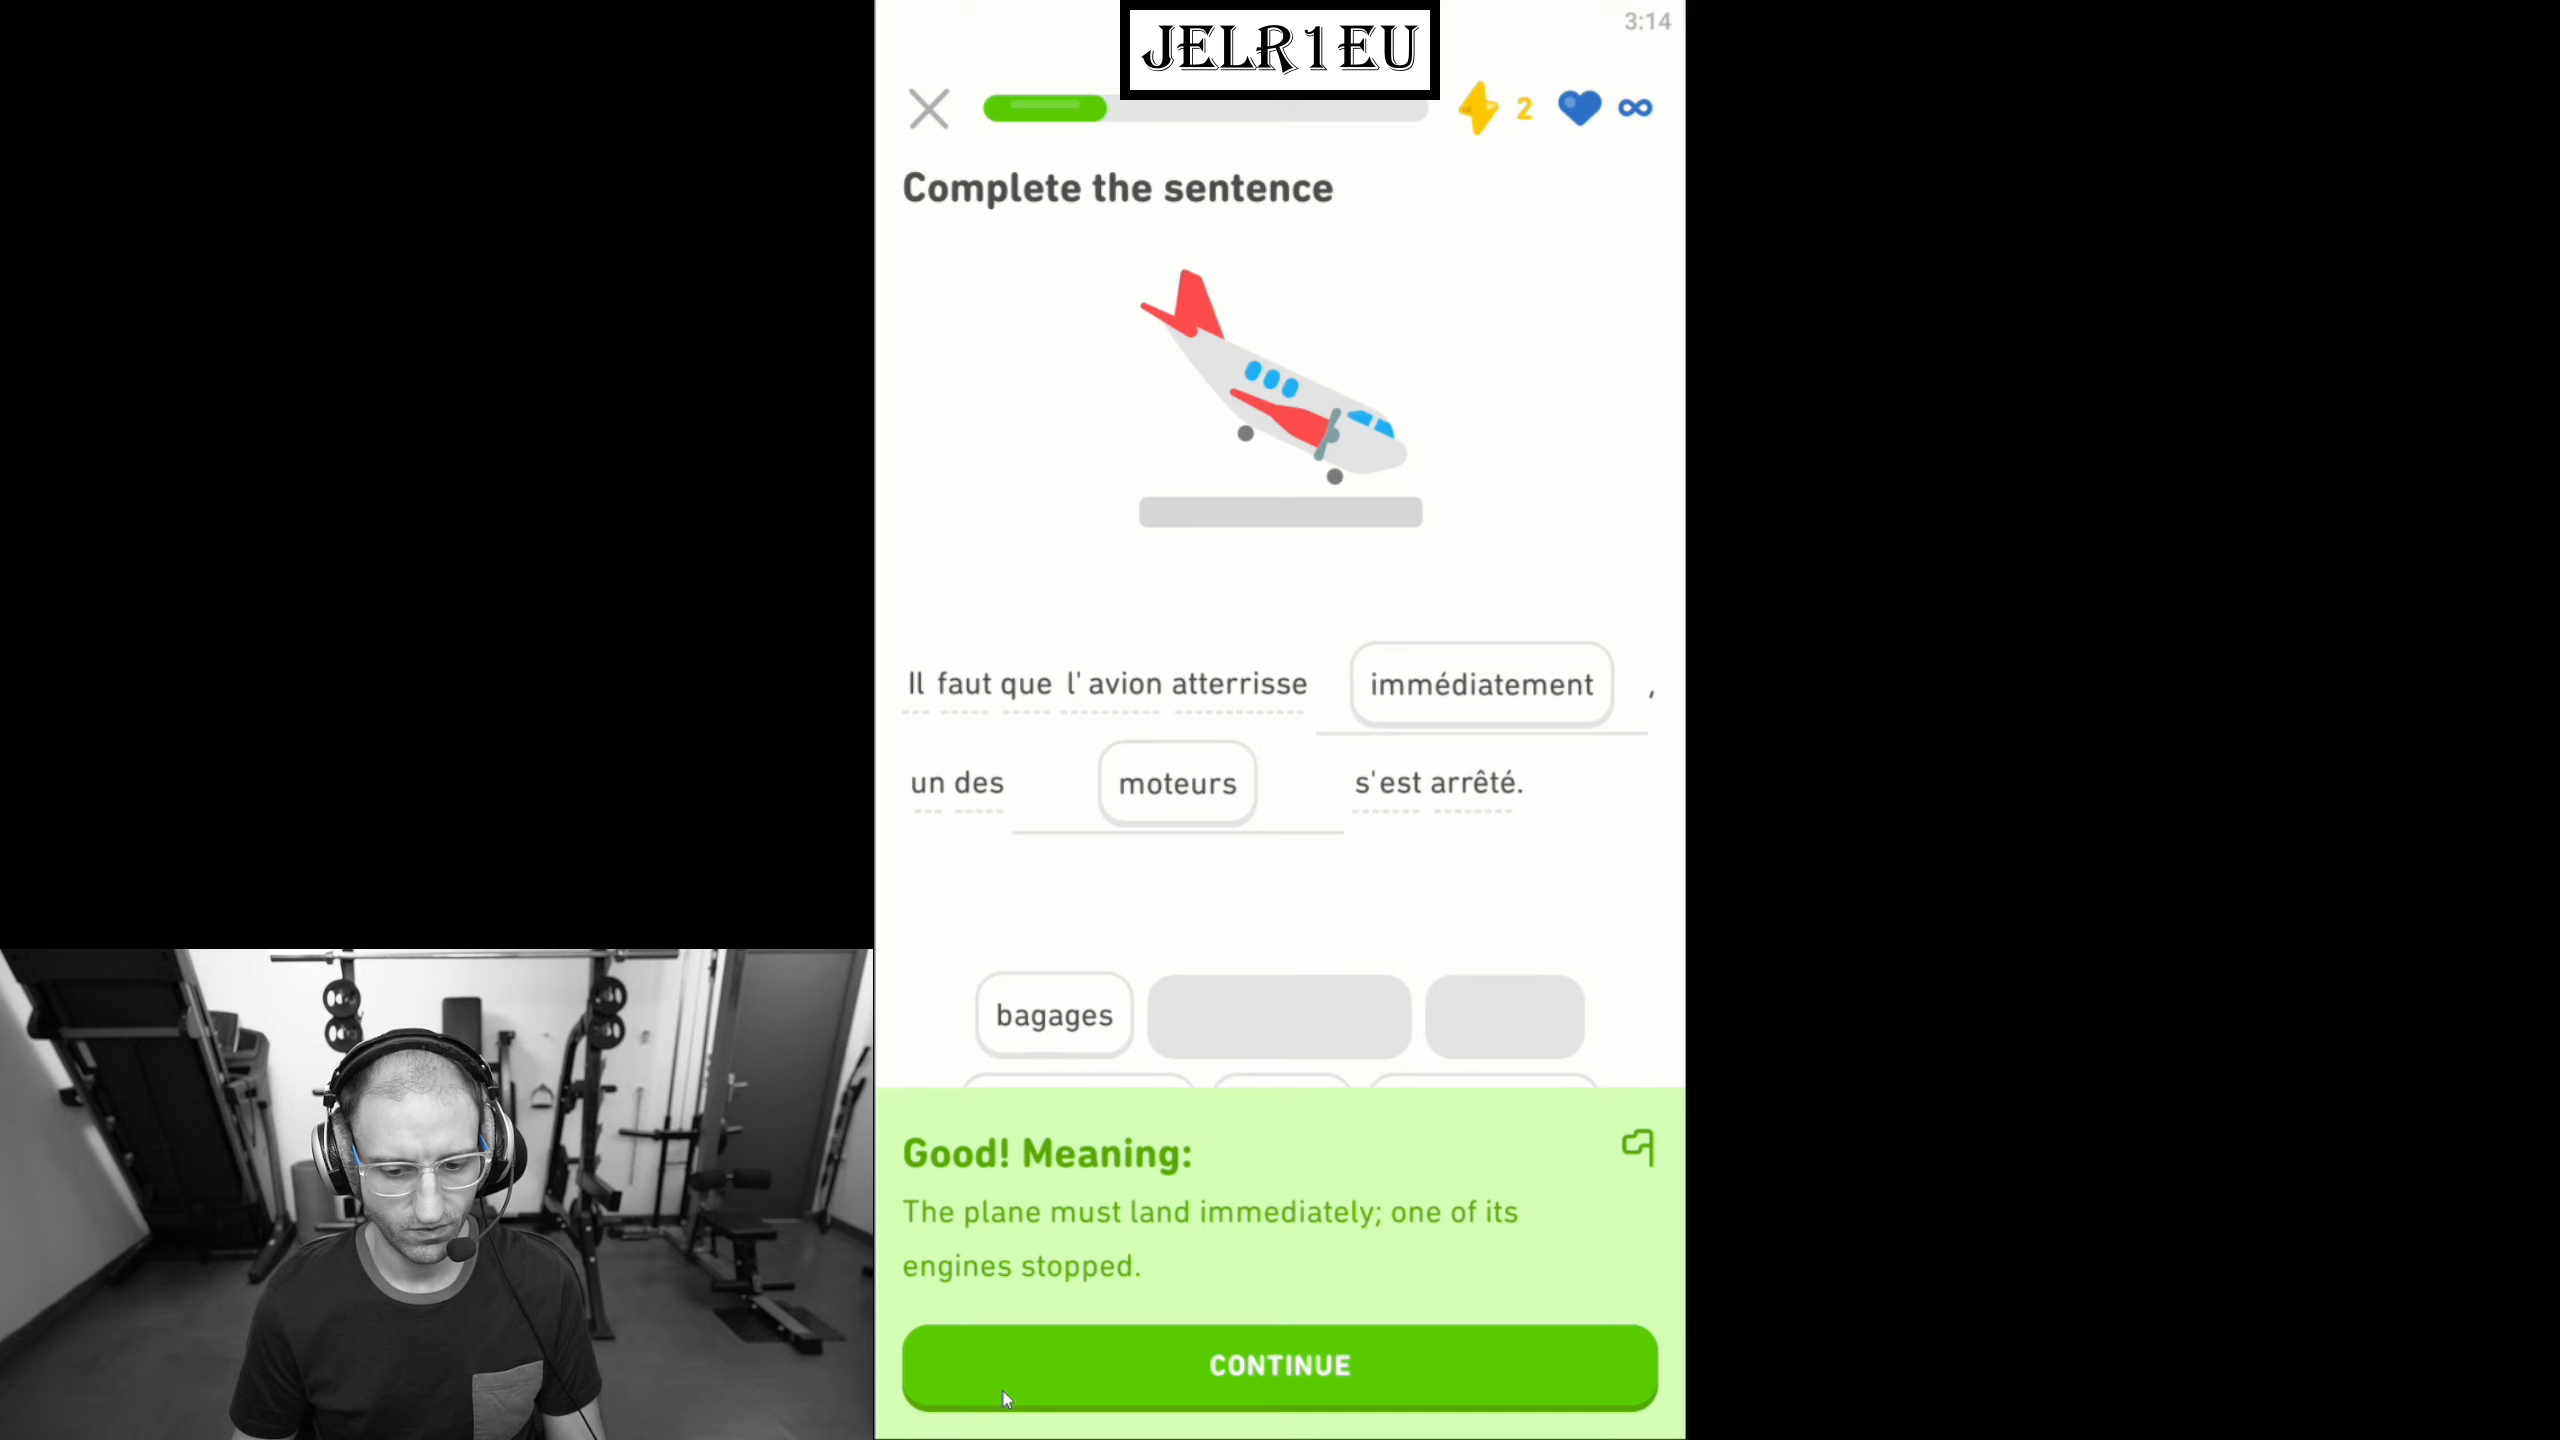 JELR1EU
3:14
2 ∞
Complete the sentence
Il faut que l'avion atterrisse immédiatement ,
un des moteurs s'est arrêté.
bagages
Good! Meaning:
The plane must land immediately; one of its
engines stopped.
CONTINUE